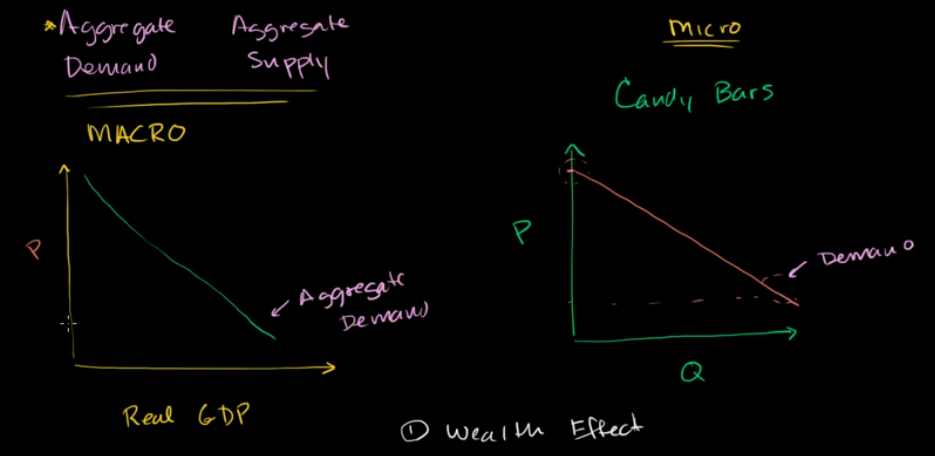 *Aggregate Demand
Aggregate Supply
MACRO
P
Aggregate
Demand
Real GDP
Micro
Candy Bars
P
Demand
Q
① Wealth Effect